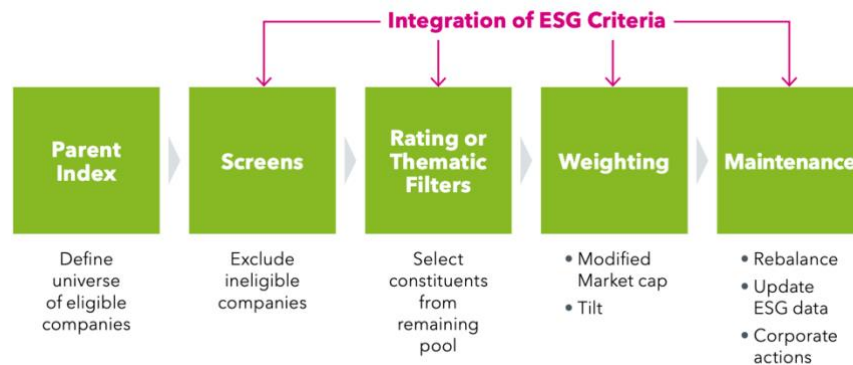 Integration of ESG Criteria
Parent
Index
Screens
Rating or
Thematic
Filters
Weighting
Maintenance
Define
universe
of eligible
companies
Exclude
ineligible
companies
Select
constituents
from
remaining
pool
• Modified
Market cap
• Tilt
• Rebalance
• Update
ESG data
• Corporate
actions